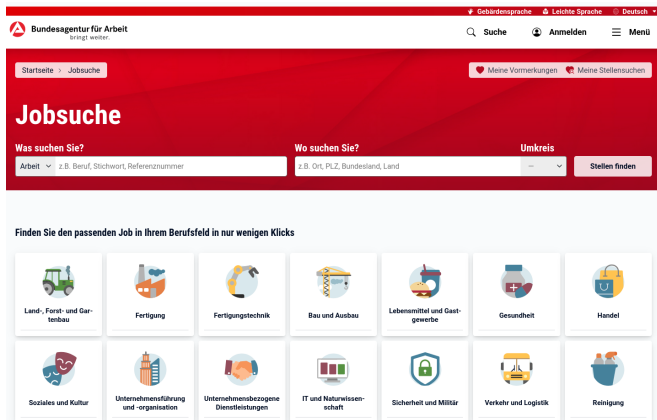 Gebärdensprache Leichte Sprache Deutsch
Bundesagentur für Arbeit
bringt weiter.
Suche Anmelden Menü
Startseite › Jobsuche
Meine Vormerkungen Meine Stellensuchen
Jobsuche
Was suchen Sie? Wo suchen Sie? Umkreis
Arbeit z.B. Beruf, Stichwort, Referenznummer z.B. Ort, PLZ, Bundesland, Land — Stellen finden
Finden Sie den passenden Job in Ihrem Berufsfeld in nur wenigen Klicks
Land-, Forst- und Gar-
tenbau
Fertigung
Fertigungstechnik
Bau und Ausbau
Lebensmittel und Gast-
gewerbe
Gesundheit
Handel
Soziales und Kultur
Unternehmensführung
und -organisation
Unternehmensbezogene
Dienstleistungen
IT und Naturwissen-
schaft
Sicherheit und Militär
Verkehr und Logistik
Reinigung